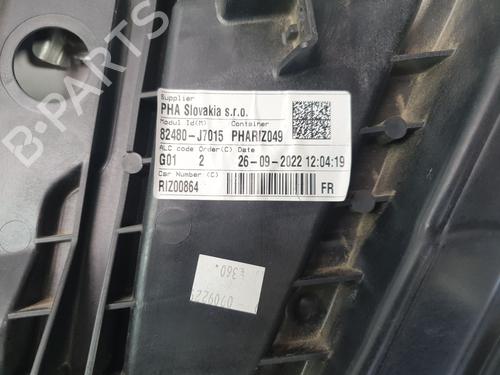 B-Parts
Supplier
PHA Slovakia s.r.o.
Modul Id(M) Container
82480-J7015 PHARIZ049
ALC code Order(C) Date
G01 2 26-09-2022 12:04:19
Car Number (C)
RIZ00864 FR